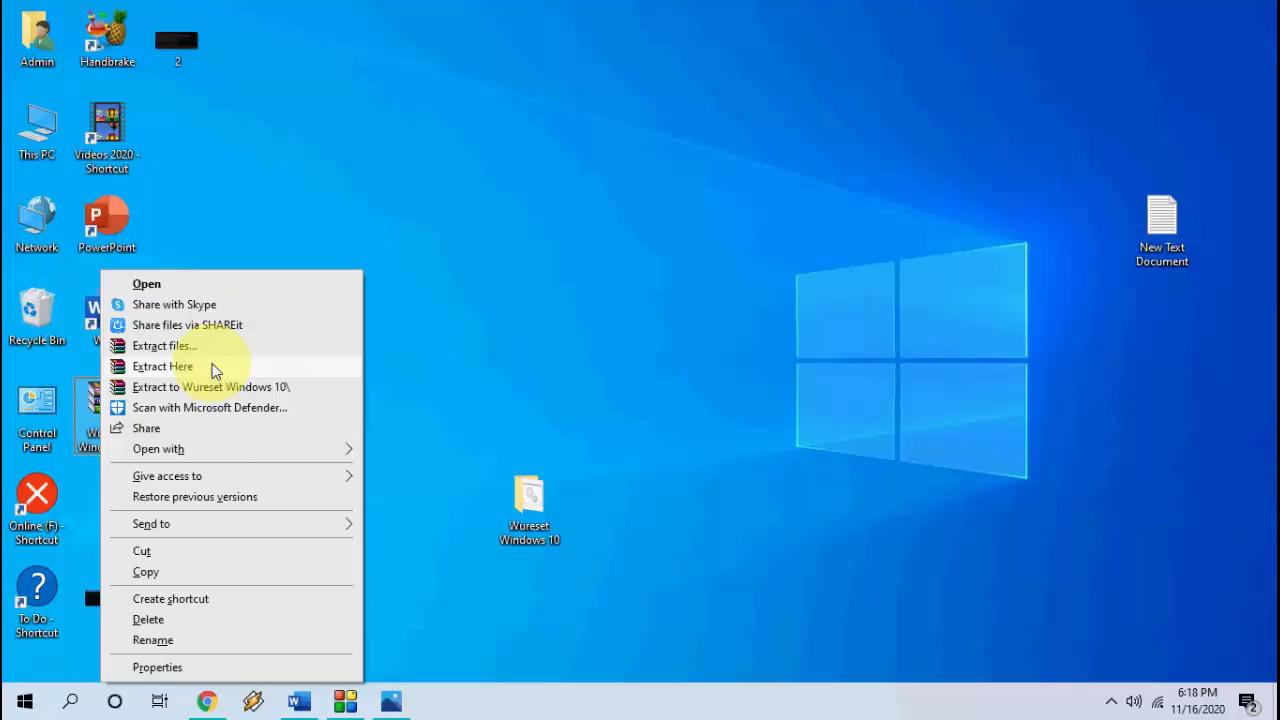 Admin
Handbrake
2
This PC
Videos 2020 -
Shortcut
Network
PowerPoint
Recycle Bin
Control
Panel
Online (F) -
Shortcut
To Do -
Shortcut
Open
Share with Skype
Share files via SHAREit
Extract files...
Extract Here
Extract to Wureset Windows 10\
Scan with Microsoft Defender...
Share
Open with
Give access to
Restore previous versions
Send to
Cut
Copy
Create shortcut
Delete
Rename
Properties
Wureset
Windows 10
New Text
Document
6:18 PM
11/16/2020
2